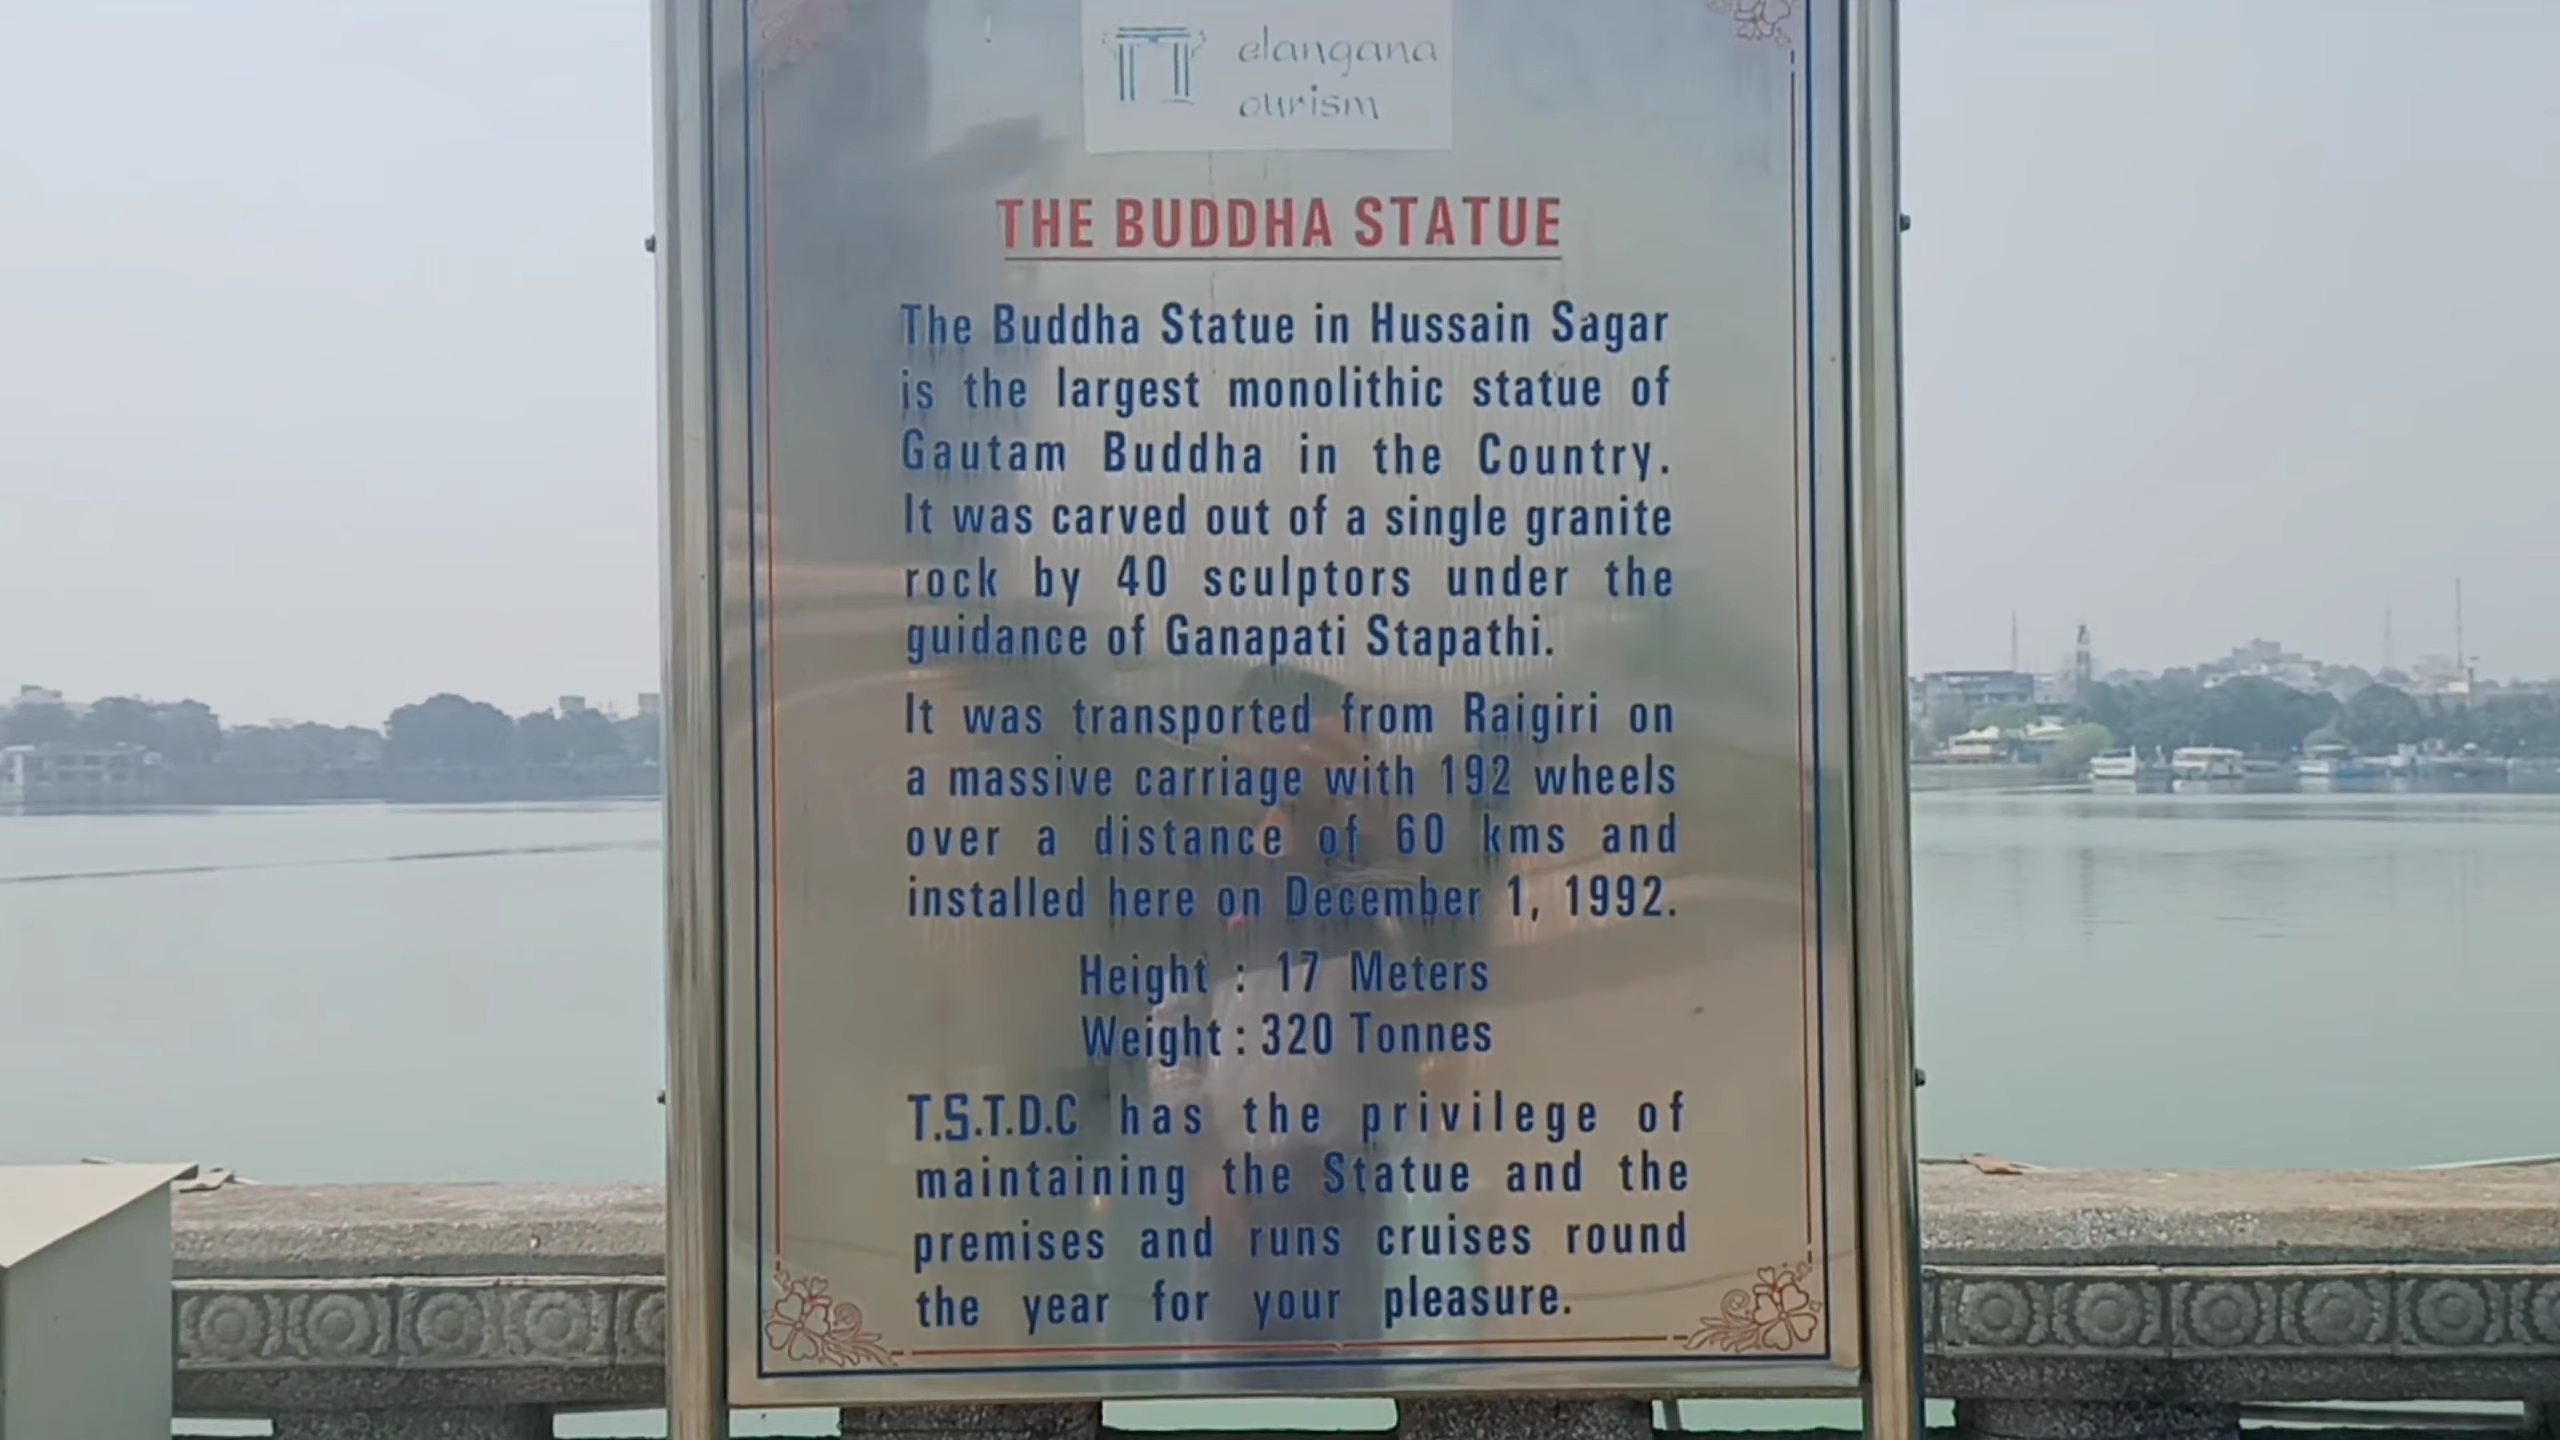 elangana
ourism
THE BUDDHA STATUE
The Buddha Statue in Hussain Sagar
is the largest monolithic statue of
Gautam Buddha in the Country.
It was carved out of a single granite
rock by 40 sculptors under the
guidance of Ganapati Stapathi.
It was transported from Raigiri on
a massive carriage with 192 wheels
over a distance of 60 kms and
installed here on December 1, 1992.
Height : 17 Meters
Weight : 320 Tonnes
T.S.T.D.C has the privilege of
maintaining the Statue and the
premises and runs cruises round
the year for your pleasure.